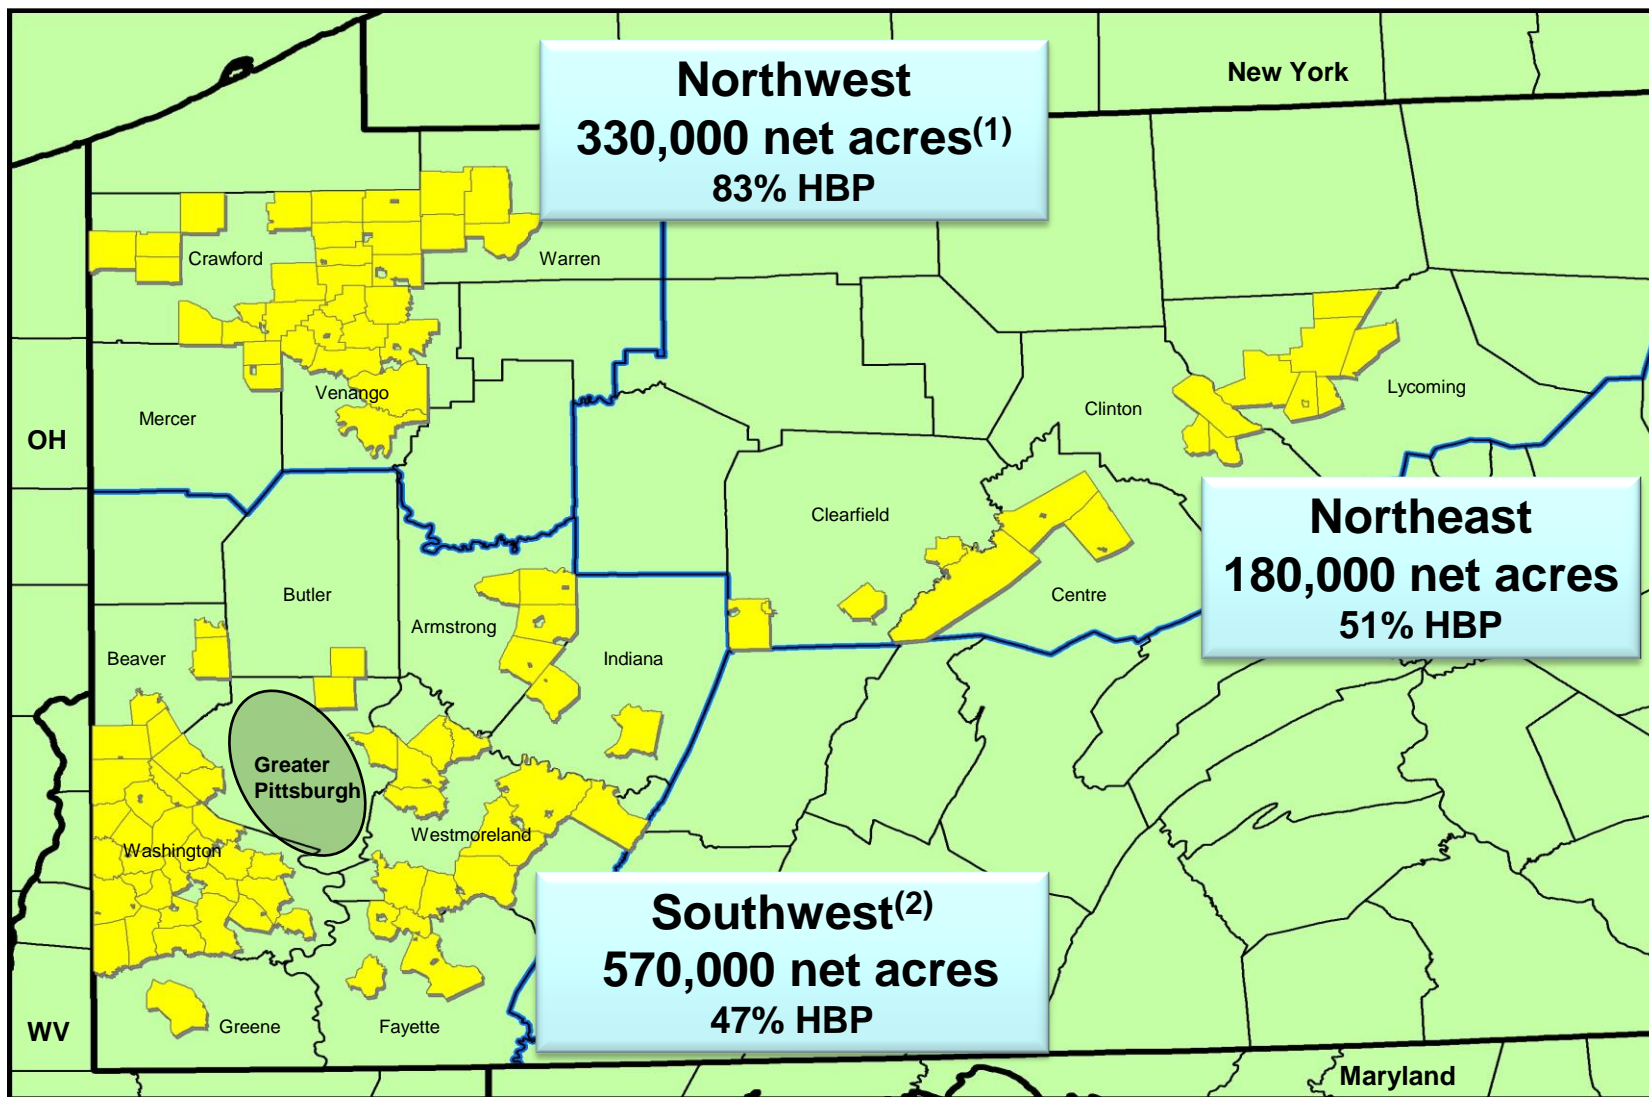 New York
Northwest
330,000 net acres(1)
83% HBP
Crawford
Warren
Venango
Mercer
Lycoming
Clinton
OH
Northeast
180,000 net acres
51% HBP
Clearfield
Centre
Butler
Armstrong
Indiana
Beaver
Greater
Pittsburgh
Westmoreland
Washington
Southwest(2)
570,000 net acres
47% HBP
Greene
Fayette
WV
Maryland